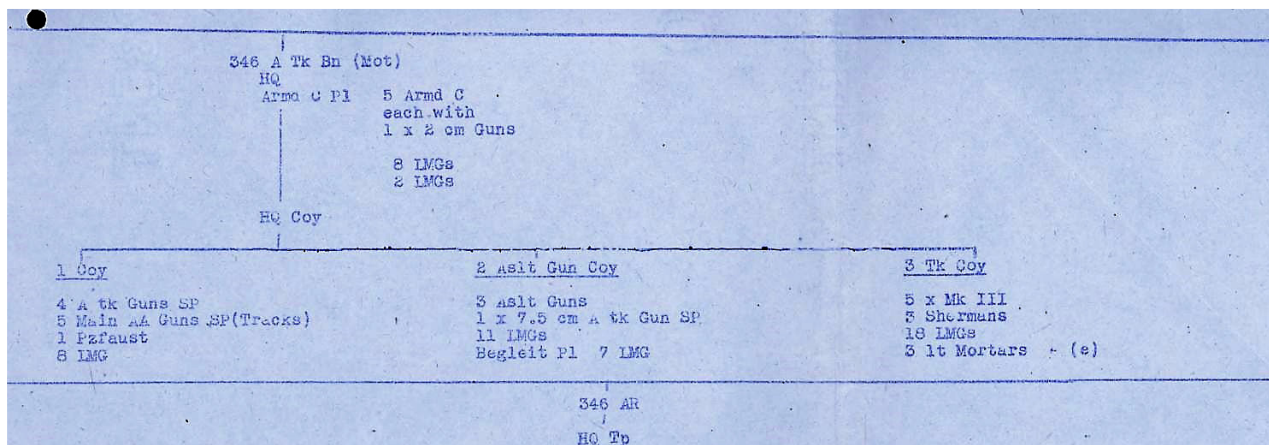 346 A Tk Bn (Mot)
HQ
Armd C Pl 5 Armd C
each with
1 x 2 cm Guns
8 LMGs
2 LMGs
HQ Coy
1 Coy
4 A tk Guns SP
5 Main AA Guns SP(Tracks)
1 Pzfaust
8 LMG
2 Aslt Gun Coy
3 Aslt Guns
1 x 7.5 cm A tk Gun SP
11 LMGs
Begleit Pl 7 LMG
3 Tk Coy
5 x Mk III
3 Shermans
18 LMGs
3 lt Mortars - (e)
346 AR
HQ Tp